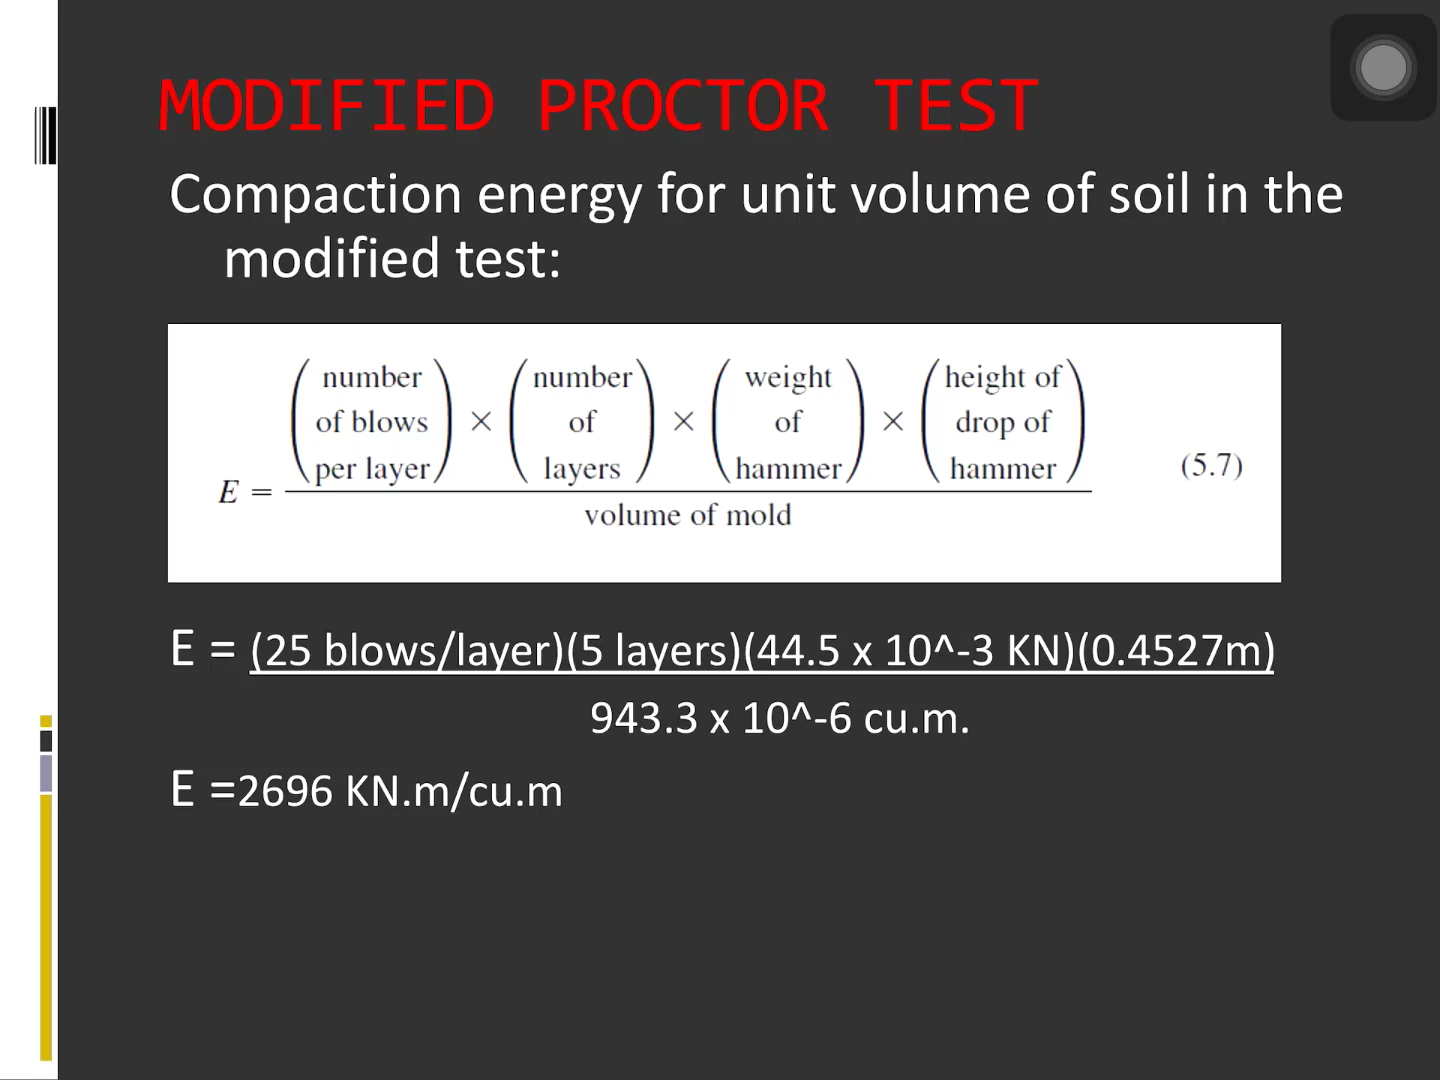 MODIFIED PROCTOR TEST
Compaction energy for unit volume of soil in the
modified test:
number number weight height of
of blows × of × of × drop of
per layer layers hammer hammer
E =
(5.7)
volume of mold
E = (25 blows/layer)(5 layers)(44.5 x 10^-3 KN)(0.4527m)
943.3 x 10^-6 cu.m.
E =2696 KN.m/cu.m